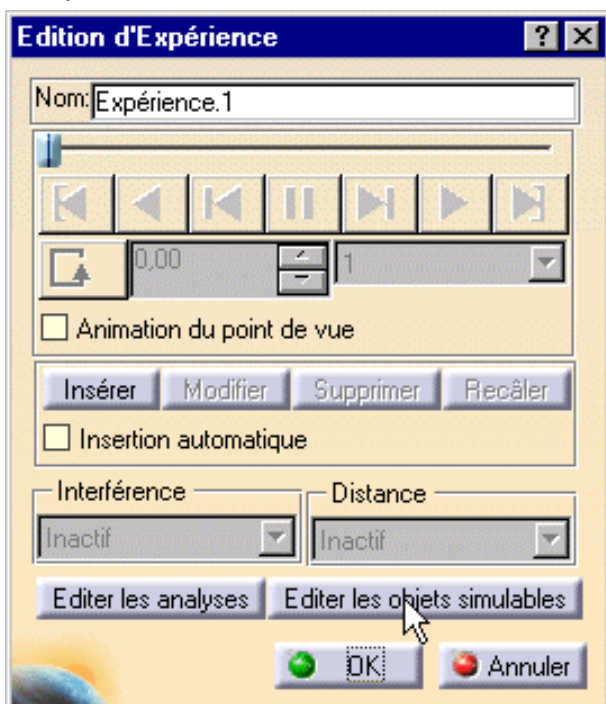 Edition d'Expérience
Nom: Expérience.1
0,00 1
Animation du point de vue
Insérer Modifier Supprimer Recâler
Insertion automatique
Interférence Distance
Inactif Inactif
Editer les analyses Editer les objets simulables
OK Annuler